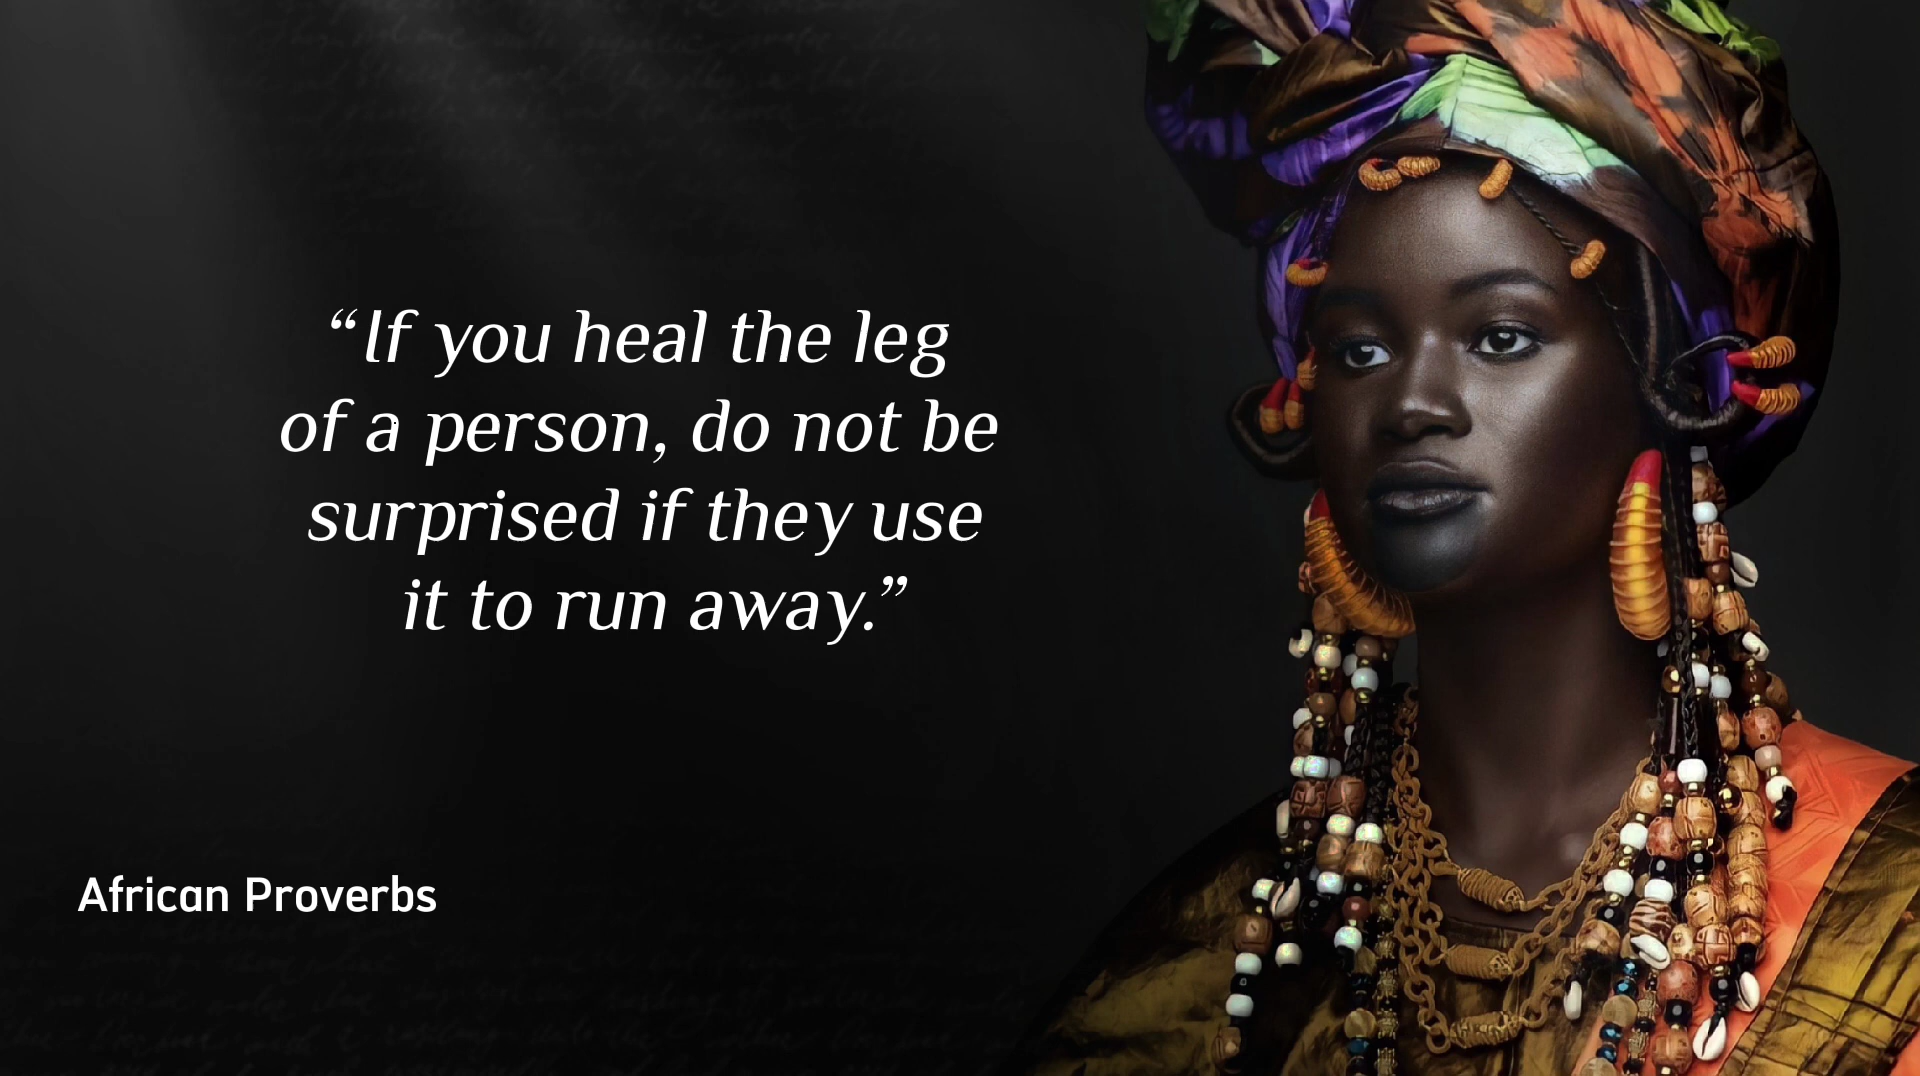 “If you heal the leg
of a person, do not be
surprised if they use
it to run away.”
African Proverbs